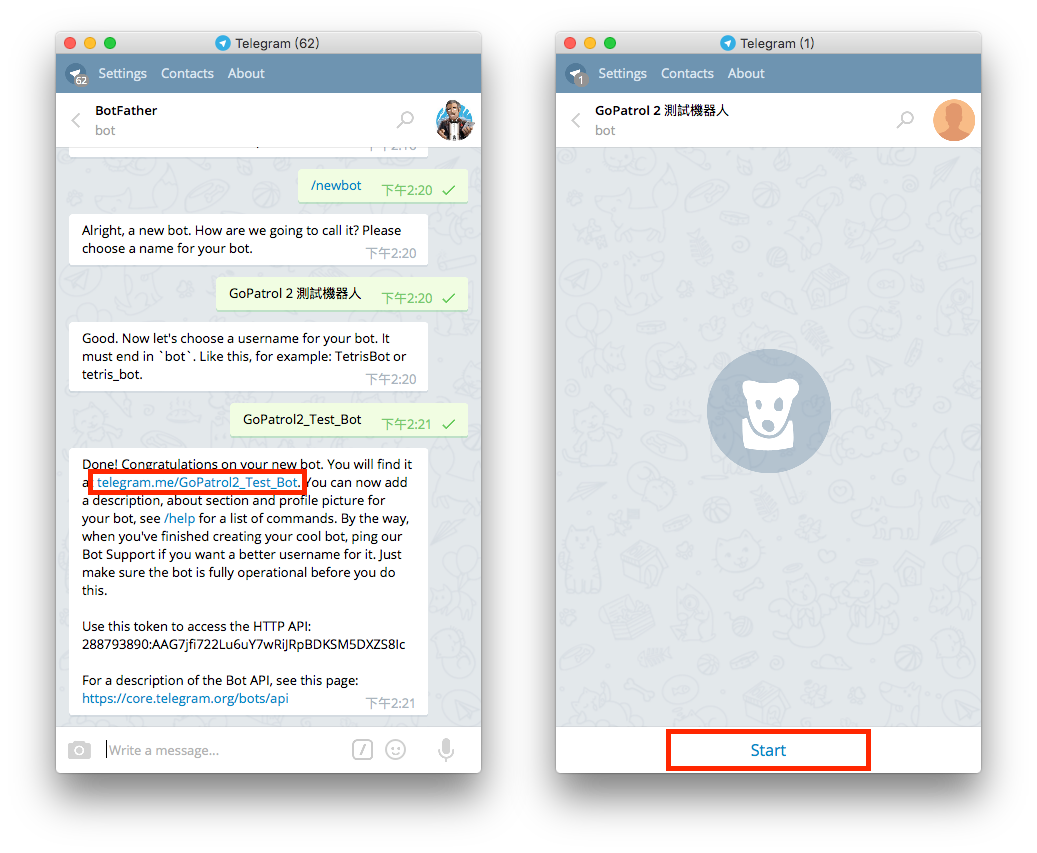 Telegram (62)
62
Settings Contacts About
BotFather
bot
/newbot 下午2:20
Alright, a new bot. How are we going to call it? Please
choose a name for your bot.
下午2:20
GoPatrol 2 測試機器人 下午2:20
Good. Now let's choose a username for your bot. It
must end in `bot`. Like this, for example: TetrisBot or
tetris_bot.
下午2:20
GoPatrol2_Test_Bot 下午2:21
Done! Congratulations on your new bot. You will find it
telegram.me/GoPatrol2_Test_Bot. You can now add
a description, about section and profile picture for
your bot, see /help for a list of commands. By the way,
when you've finished creating your cool bot, ping our
Bot Support if you want a better username for it. Just
make sure the bot is fully operational before you do
this.
Use this token to access the HTTP API:
288793890:AAG7jfi722Lu6uY7wRiJRpBDKSM5DXZS8Ic
For a description of the Bot API, see this page:
https://core.telegram.org/bots/api
下午2:21
Write a message...
Telegram (1)
1
Settings Contacts About
GoPatrol 2 測試機器人
bot
Start